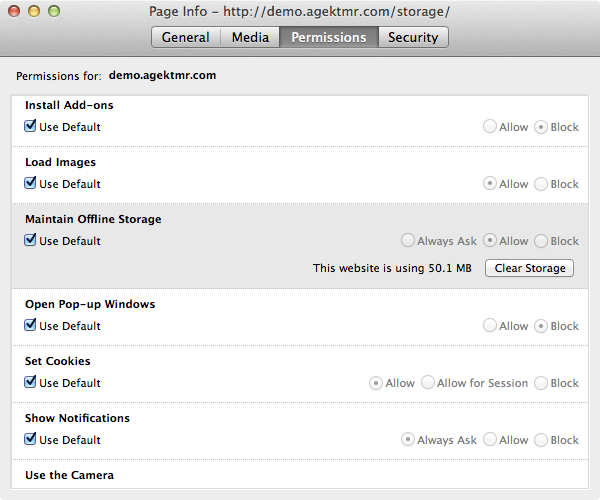 Page Info – http://demo.agektmr.com/storage/
General Media Permissions Security
Permissions for: demo.agektmr.com
Install Add-ons
Use Default Allow Block
Load Images
Use Default Allow Block
Maintain Offline Storage
Use Default Always Ask Allow Block
This website is using 50.1 MB Clear Storage
Open Pop-up Windows
Use Default Allow Block
Set Cookies
Use Default Allow Allow for Session Block
Show Notifications
Use Default Always Ask Allow Block
Use the Camera